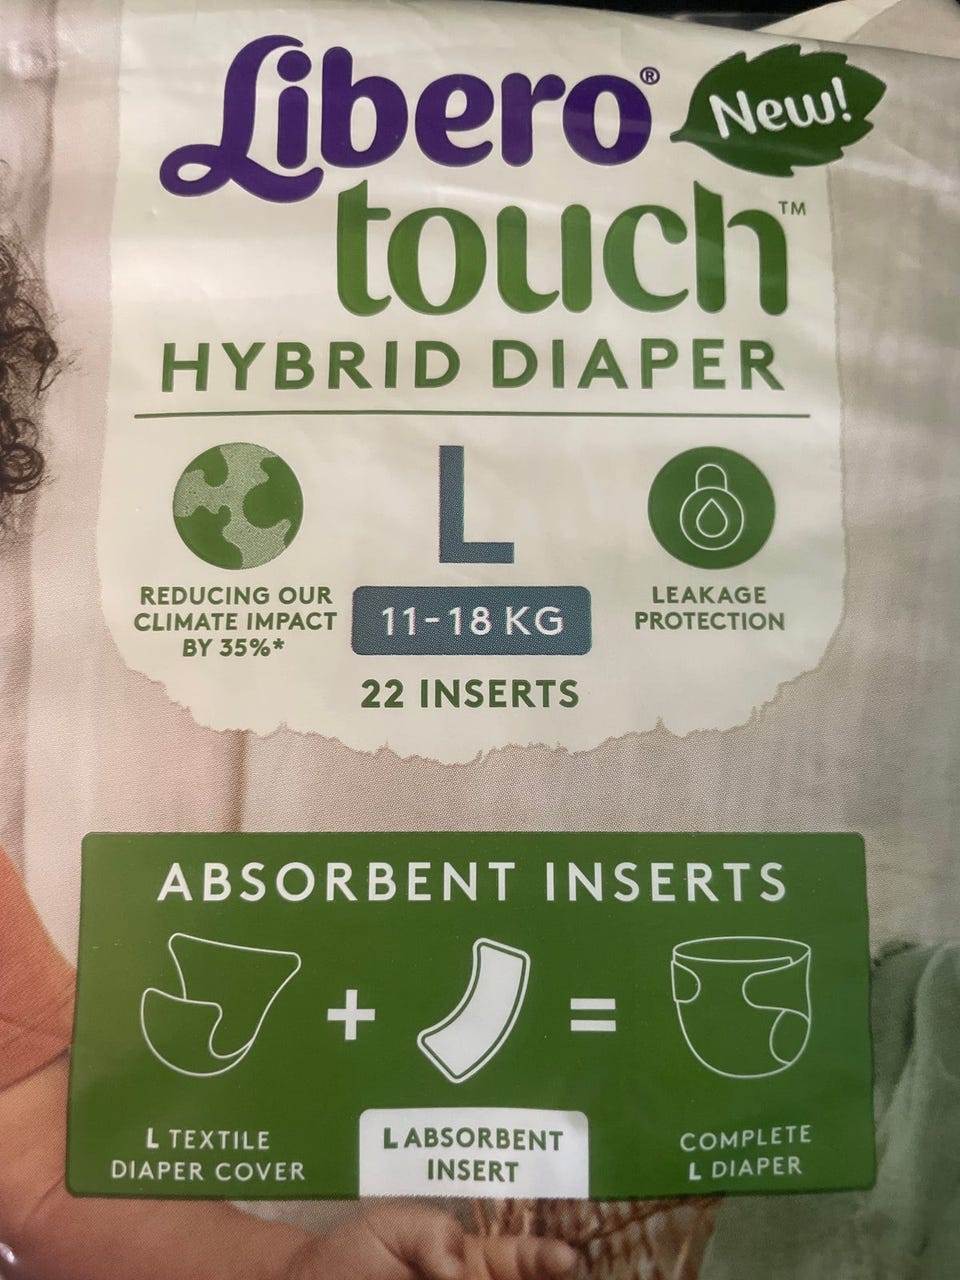 Libero® New!
touch™
HYBRID DIAPER
L
REDUCING OUR
CLIMATE IMPACT
BY 35%*
11-18 KG
LEAKAGE
PROTECTION
22 INSERTS
ABSORBENT INSERTS
+ =
L TEXTILE
DIAPER COVER
L ABSORBENT
INSERT
COMPLETE
L DIAPER